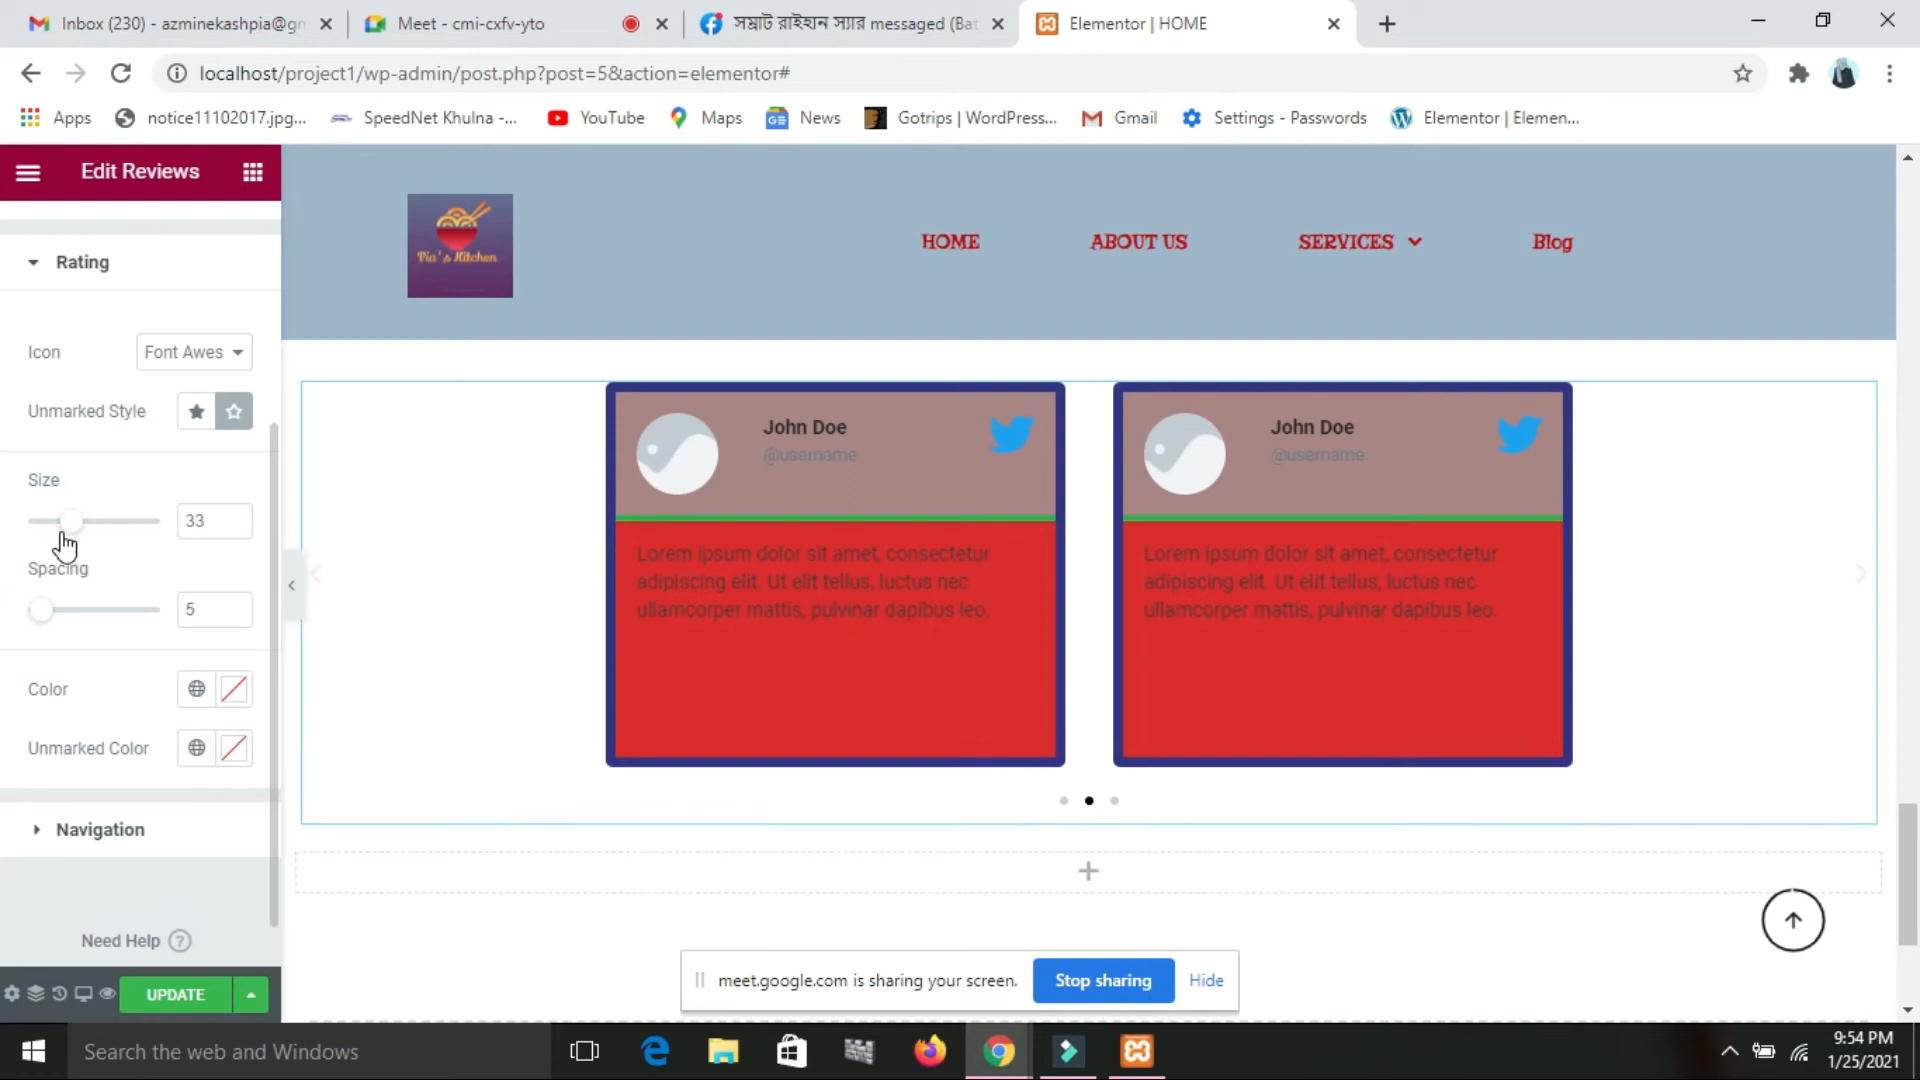 Inbox (230) - azminekashpia@gm
Meet - cmi-cxfv-yto
সম্রাট রাইহান স্যার messaged (Bat
Elementor | HOME
localhost/project1/wp-admin/post.php?post=5&action=elementor#
Apps
notice11102017.jpg...
SpeedNet Khulna -...
YouTube
Maps
News
Gotrips | WordPress...
Gmail
Settings - Passwords
Elementor | Elemen...
Edit Reviews
Pia's Kitchen
HOME
ABOUT US
SERVICES
Blog
Rating
Icon
Font Awes
Unmarked Style
Size
33
Spacing
5
Color
Unmarked Color
Navigation
Need Help ?
UPDATE
John Doe
@username
Lorem ipsum dolor sit amet, consectetur
adipiscing elit. Ut elit tellus, luctus nec
ullamcorper mattis, pulvinar dapibus leo.
John Doe
@username
Lorem ipsum dolor sit amet, consectetur
adipiscing elit. Ut elit tellus, luctus nec
ullamcorper mattis, pulvinar dapibus leo.
meet.google.com is sharing your screen.
Stop sharing
Hide
Search the web and Windows
9:54 PM
1/25/2021